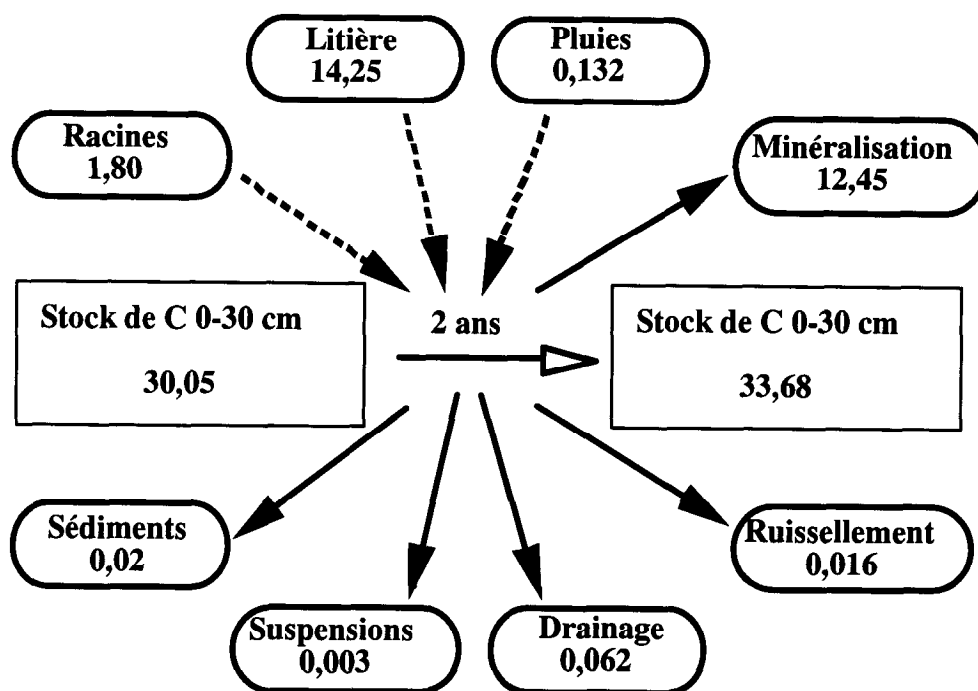 Litière
14,25
Pluies
0,132
Racines
1,80
Minéralisation
12,45
Stock de C 0-30 cm
30,05
2 ans
Stock de C 0-30 cm
33,68
Sédiments
0,02
Suspensions
0,003
Drainage
0,062
Ruissellement
0,016